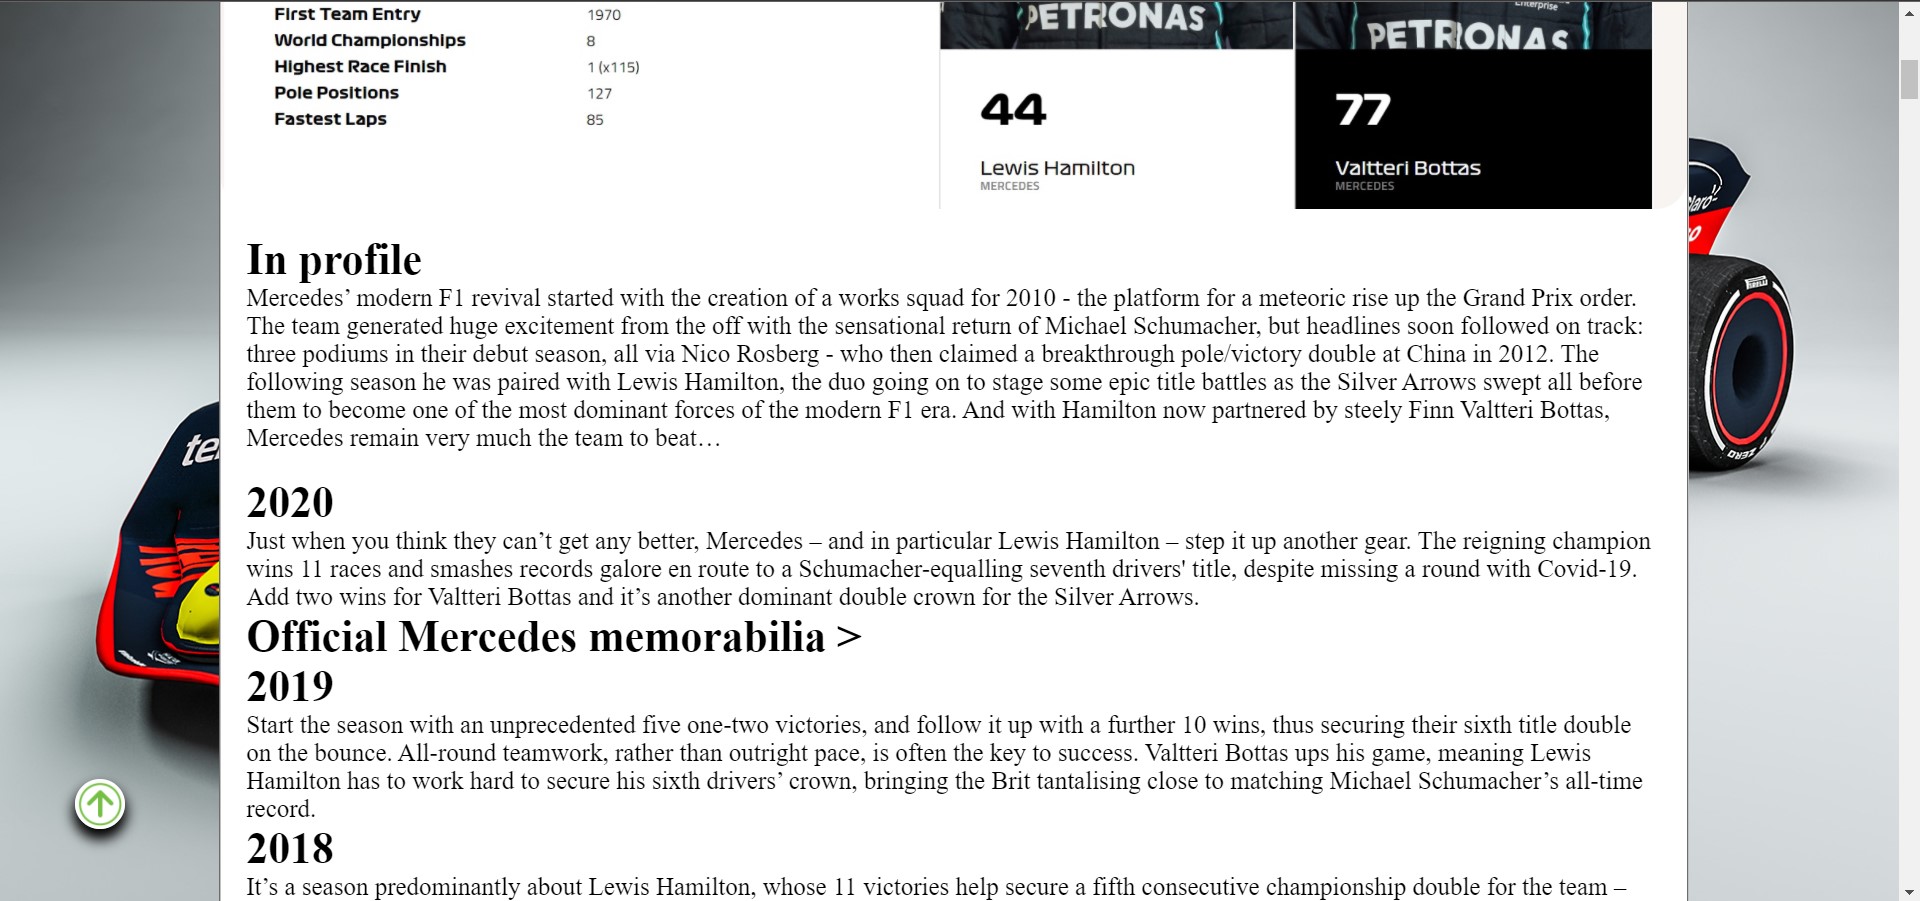 First Team Entry 1970
World Championships 8
Highest Race Finish 1 (x115)
Pole Positions 127
Fastest Laps 85
PETRONAS
Enterprise
PETRONAS
44
Lewis Hamilton
MERCEDES
77
Valtteri Bottas
MERCEDES
In profile
Mercedes’ modern F1 revival started with the creation of a works squad for 2010 - the platform for a meteoric rise up the Grand Prix order.
The team generated huge excitement from the off with the sensational return of Michael Schumacher, but headlines soon followed on track:
three podiums in their debut season, all via Nico Rosberg - who then claimed a breakthrough pole/victory double at China in 2012. The
following season he was paired with Lewis Hamilton, the duo going on to stage some epic title battles as the Silver Arrows swept all before
them to become one of the most dominant forces of the modern F1 era. And with Hamilton now partnered by steely Finn Valtteri Bottas,
Mercedes remain very much the team to beat…
2020
Just when you think they can’t get any better, Mercedes – and in particular Lewis Hamilton – step it up another gear. The reigning champion
wins 11 races and smashes records galore en route to a Schumacher-equalling seventh drivers' title, despite missing a round with Covid-19.
Add two wins for Valtteri Bottas and it’s another dominant double crown for the Silver Arrows.
Official Mercedes memorabilia >
2019
Start the season with an unprecedented five one-two victories, and follow it up with a further 10 wins, thus securing their sixth title double
on the bounce. All-round teamwork, rather than outright pace, is often the key to success. Valtteri Bottas ups his game, meaning Lewis
Hamilton has to work hard to secure his sixth drivers’ crown, bringing the Brit tantalising close to matching Michael Schumacher’s all-time
record.
2018
It’s a season predominantly about Lewis Hamilton, whose 11 victories help secure a fifth consecutive championship double for the team –
PIRELLI
ZERO